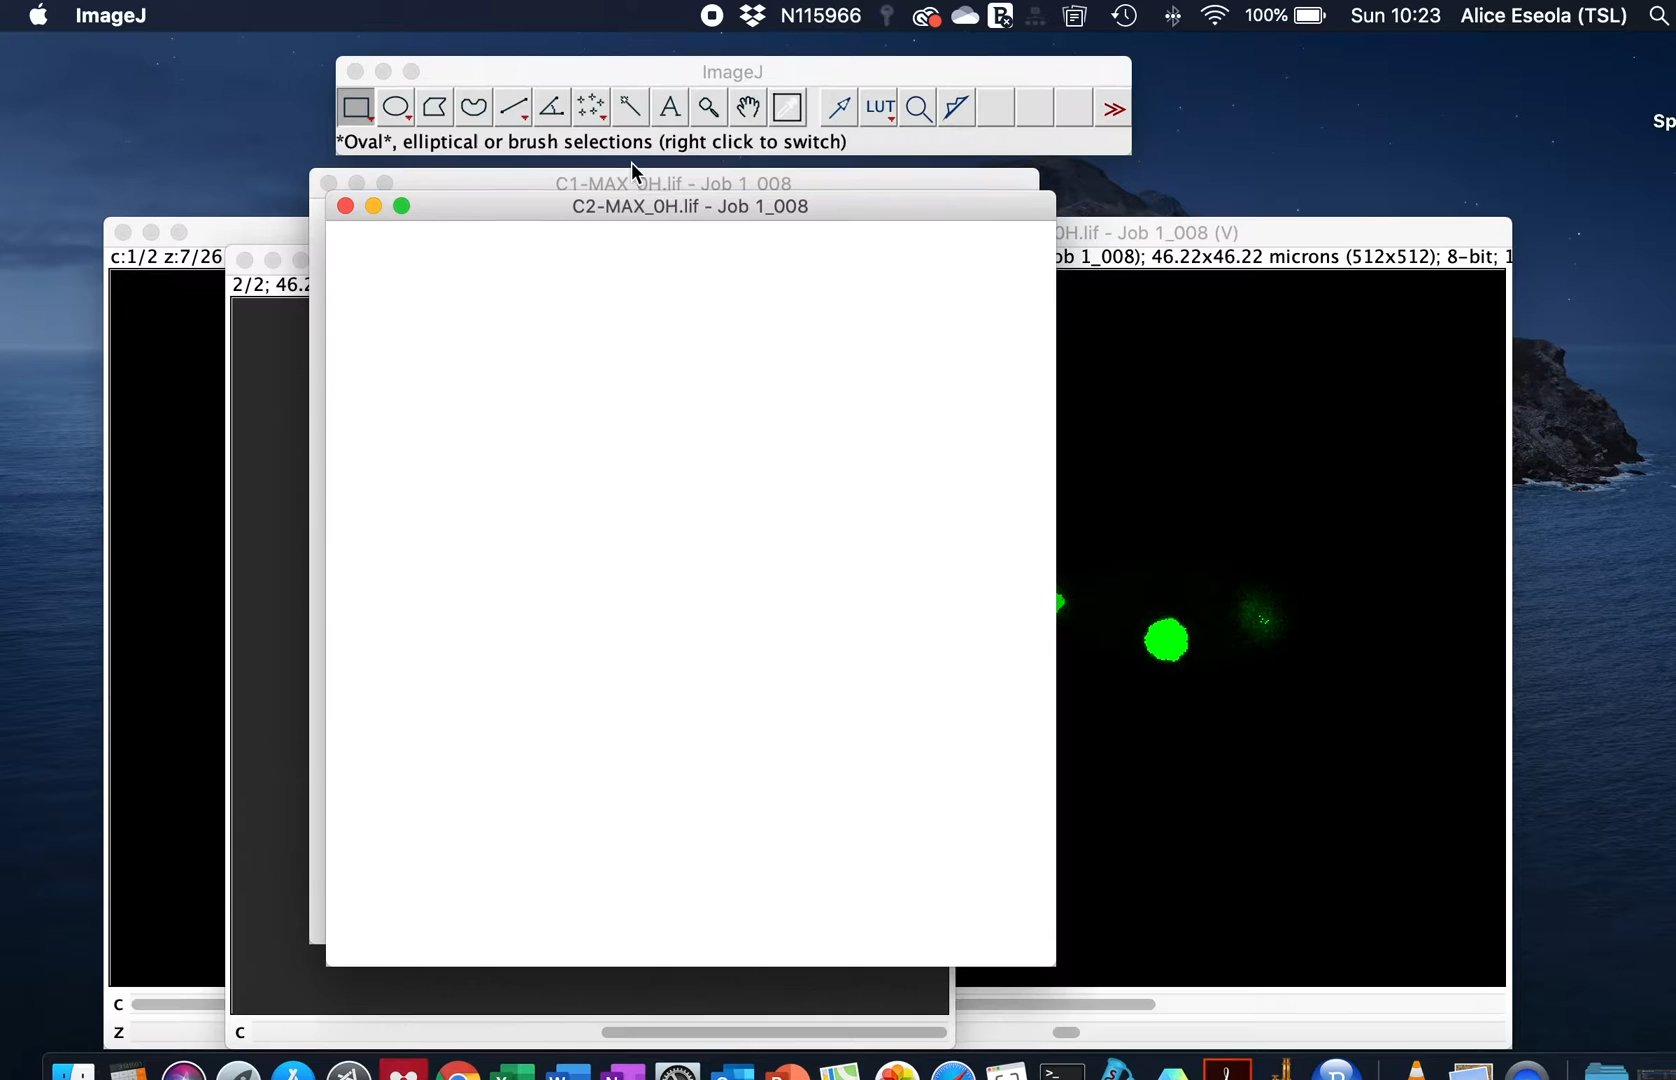 ImageJ N115966 100% Sun 10:23 Alice Eseola (TSL)
ImageJ
A LUT
*Oval*, elliptical or brush selections (right click to switch)
Sp
C1-MAX_0H.lif - Job 1_008
C2-MAX_0H.lif - Job 1_008
0H.lif - Job 1_008 (V)
c:1/2 z:7/26
ob 1_008); 46.22x46.22 microns (512x512); 8-bit; 1
2/2; 46.2
C
Z
C